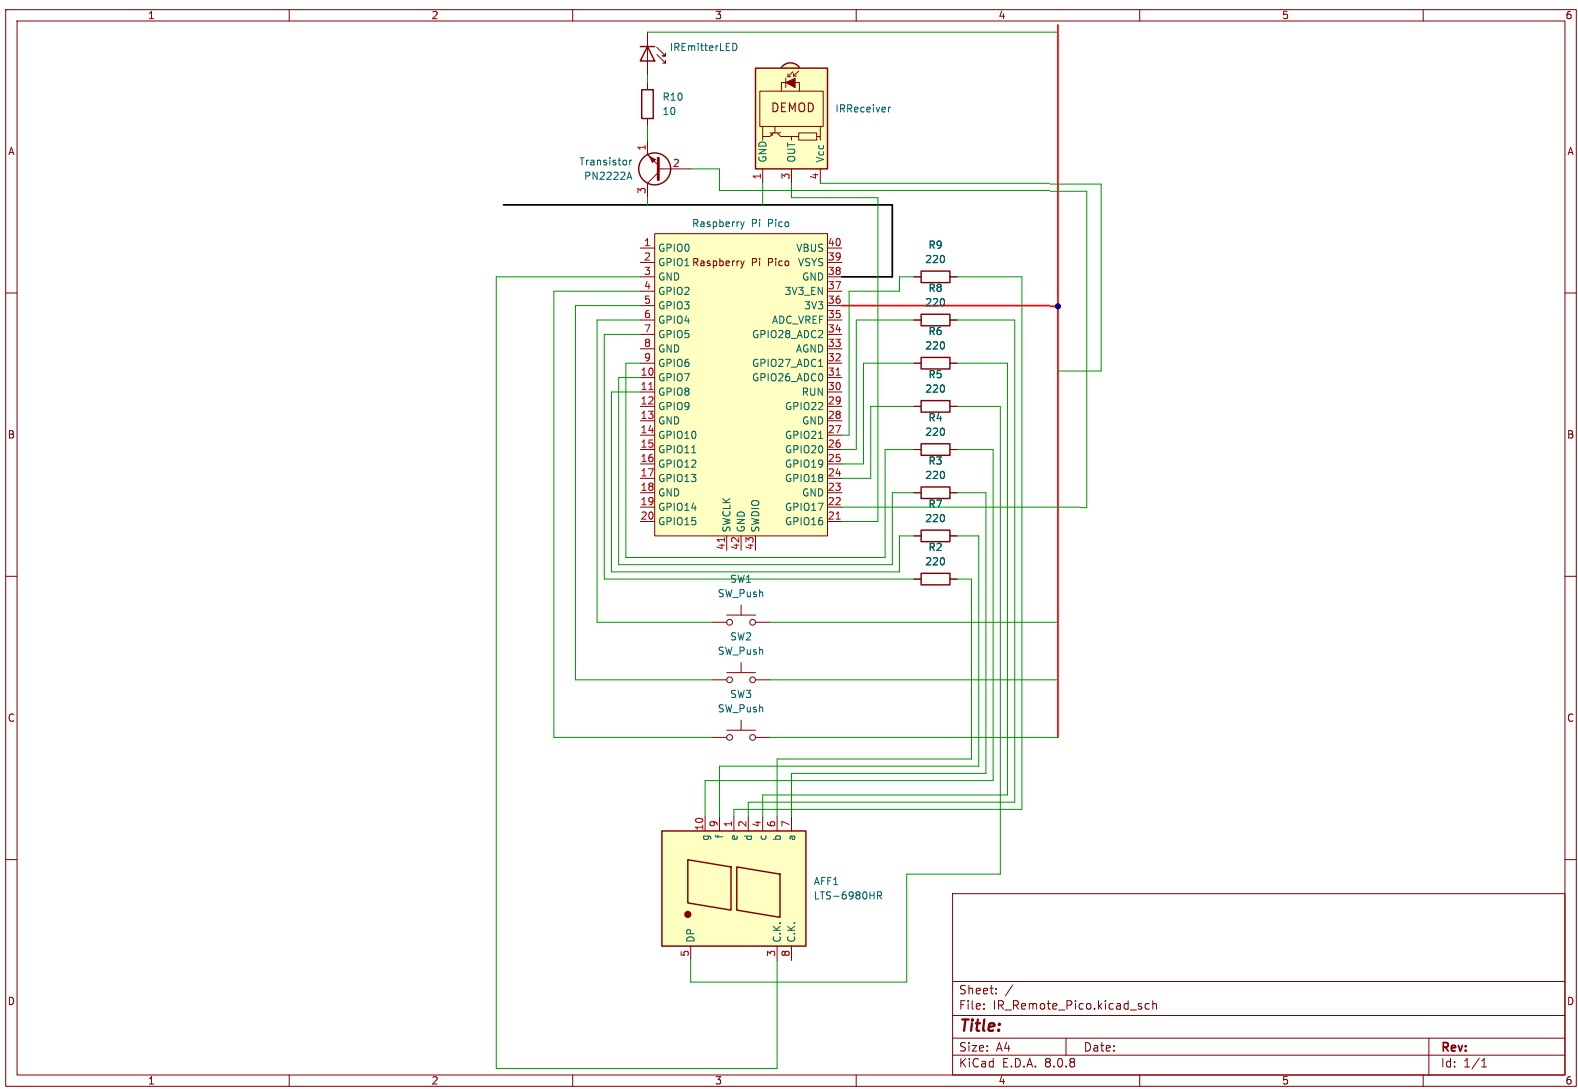 1 2 3 4 5 6
A A
B B
C C
D D
IREmitterLED
R10
10
DEMOD
GND
OUT
Vcc
1
3
4
IRReceiver
Transistor
PN2222A
1
2
3
Raspberry Pi Pico
Raspberry Pi Pico
1 GPIO0
2 GPIO1
3 GND
4 GPIO2
5 GPIO3
6 GPIO4
7 GPIO5
8 GND
9 GPIO6
10 GPIO7
11 GPIO8
12 GPIO9
13 GND
14 GPIO10
15 GPIO11
16 GPIO12
17 GPIO13
18 GND
19 GPIO14
20 GPIO15
VBUS 40
VSYS 39
GND 38
3V3_EN 37
3V3 36
ADC_VREF 35
GPIO28_ADC2 34
AGND 33
GPIO27_ADC1 32
GPIO26_ADC0 31
RUN 30
GPIO22 29
GND 28
GPIO21 27
GPIO20 26
GPIO19 25
GPIO18 24
GND 23
GPIO17 22
GPIO16 21
SWCLK 41
GND 42
SWDIO 43
R9
220
R8
220
R6
220
R5
220
R4
220
R3
220
R7
220
R2
220
SW1
SW_Push
SW2
SW_Push
SW3
SW_Push
10 9 1 2 4 6 7
g f e d c b a
AFF1
LTS-6980HR
DP C.K. C.K.
5 3 8
Sheet: /
File: IR_Remote_Pico.kicad_sch
Title:
Size: A4 Date: Rev:
KiCad E.D.A. 8.0.8 Id: 1/1
1 2 3 4 5 6